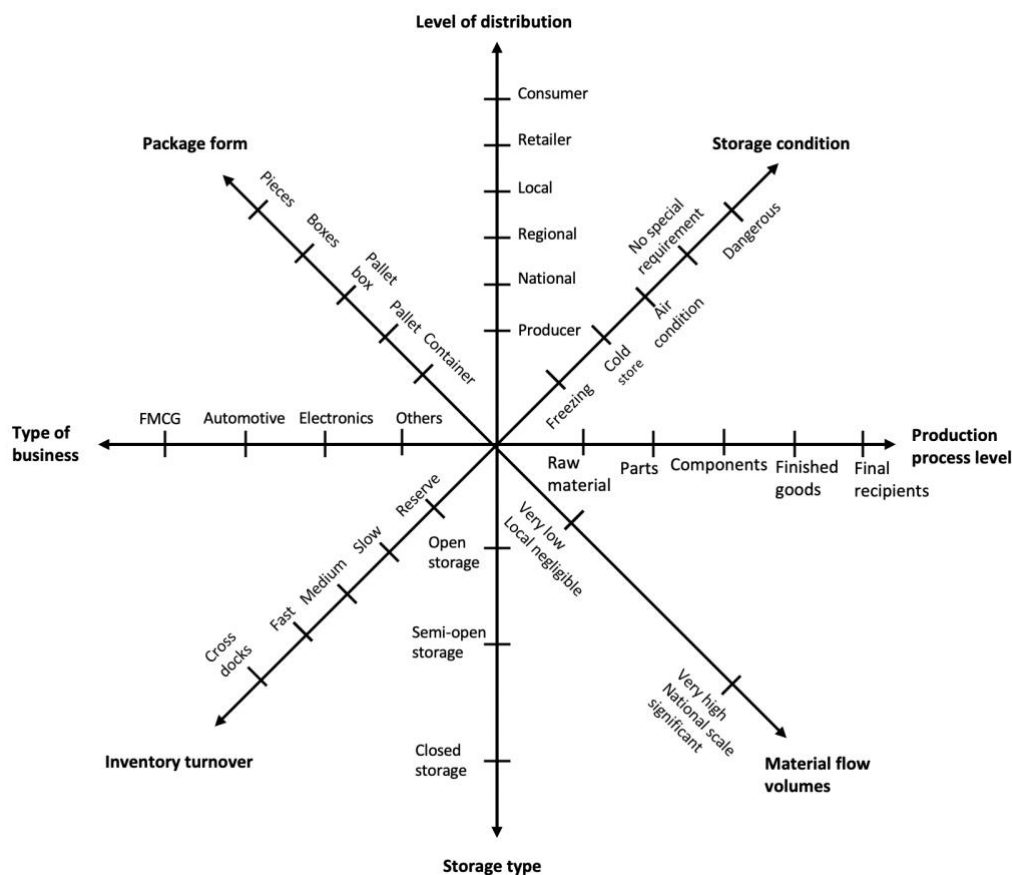 Level of distribution
Consumer
Retailer
Local
Regional
National
Producer
Storage condition
Dangerous
No special
requirement
Air
condition
Cold
store
Freezing
Production
process level
Raw
material
Parts
Components
Finished
goods
Final
recipients
Material flow
volumes
Very low
Local negligible
Very high
National scale
significant
Storage type
Open
storage
Semi-open
storage
Closed
storage
Inventory turnover
Reserve
Slow
Medium
Fast
Cross
docks
Type of
business
FMCG
Automotive
Electronics
Others
Package form
Pieces
Boxes
Pallet
box
Pallet
Container